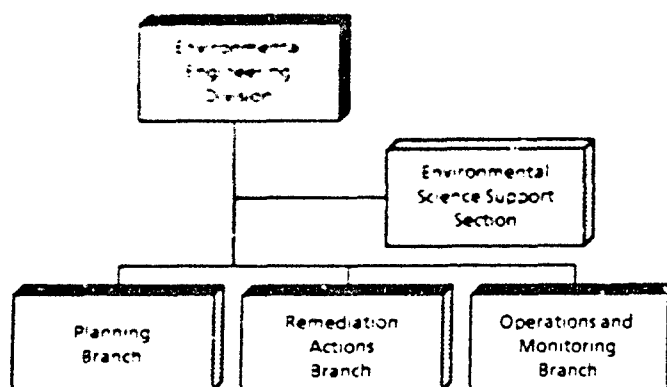 Environmental
Engineering
Division
Environmental
Science Support
Section
Planning
Branch
Remediation
Actions
Branch
Operations and
Monitoring
Branch